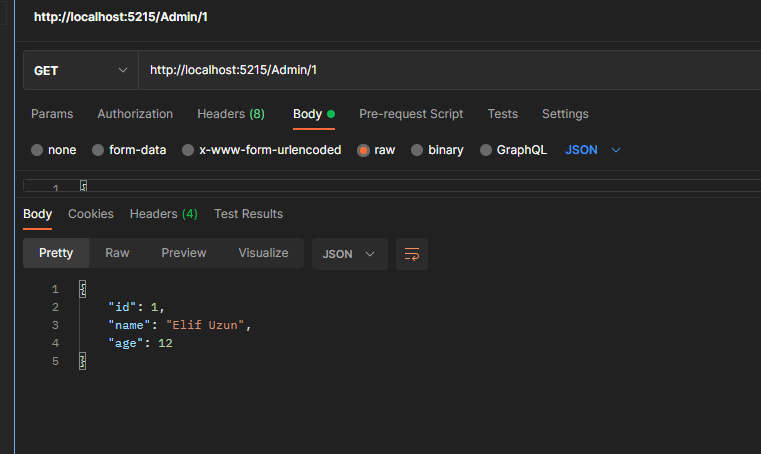 http://localhost:5215/Admin/1
GET http://localhost:5215/Admin/1
Params Authorization Headers (8) Body Pre-request Script Tests Settings
none form-data x-www-form-urlencoded raw binary GraphQL JSON
1 {
Body Cookies Headers (4) Test Results
Pretty Raw Preview Visualize JSON
1 {
2 "id": 1,
3 "name": "Elif Uzun",
4 "age": 12
5 }